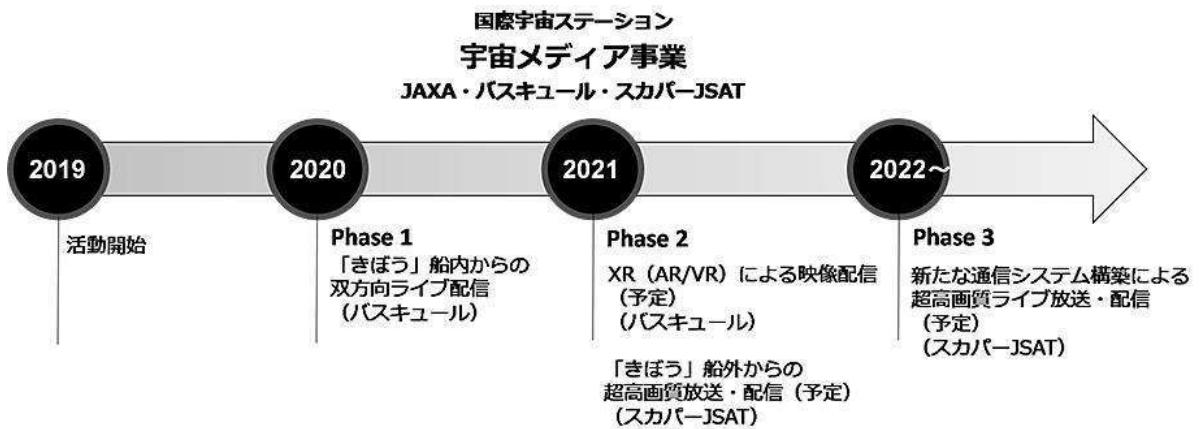 国際宇宙ステーション
宇宙メディア事業
JAXA・バスキュール・スカパーJSAT
2019
2020
2021
2022～
活動開始
Phase 1
「きぼう」船内からの
双方向ライブ配信
（バスキュール）
Phase 2
XR（AR/VR）による映像配信
（予定）
（バスキュール）
「きぼう」船外からの
超高画質放送・配信（予定）
（スカパーJSAT）
Phase 3
新たな通信システム構築による
超高画質ライブ放送・配信
（予定）
（スカパーJSAT）